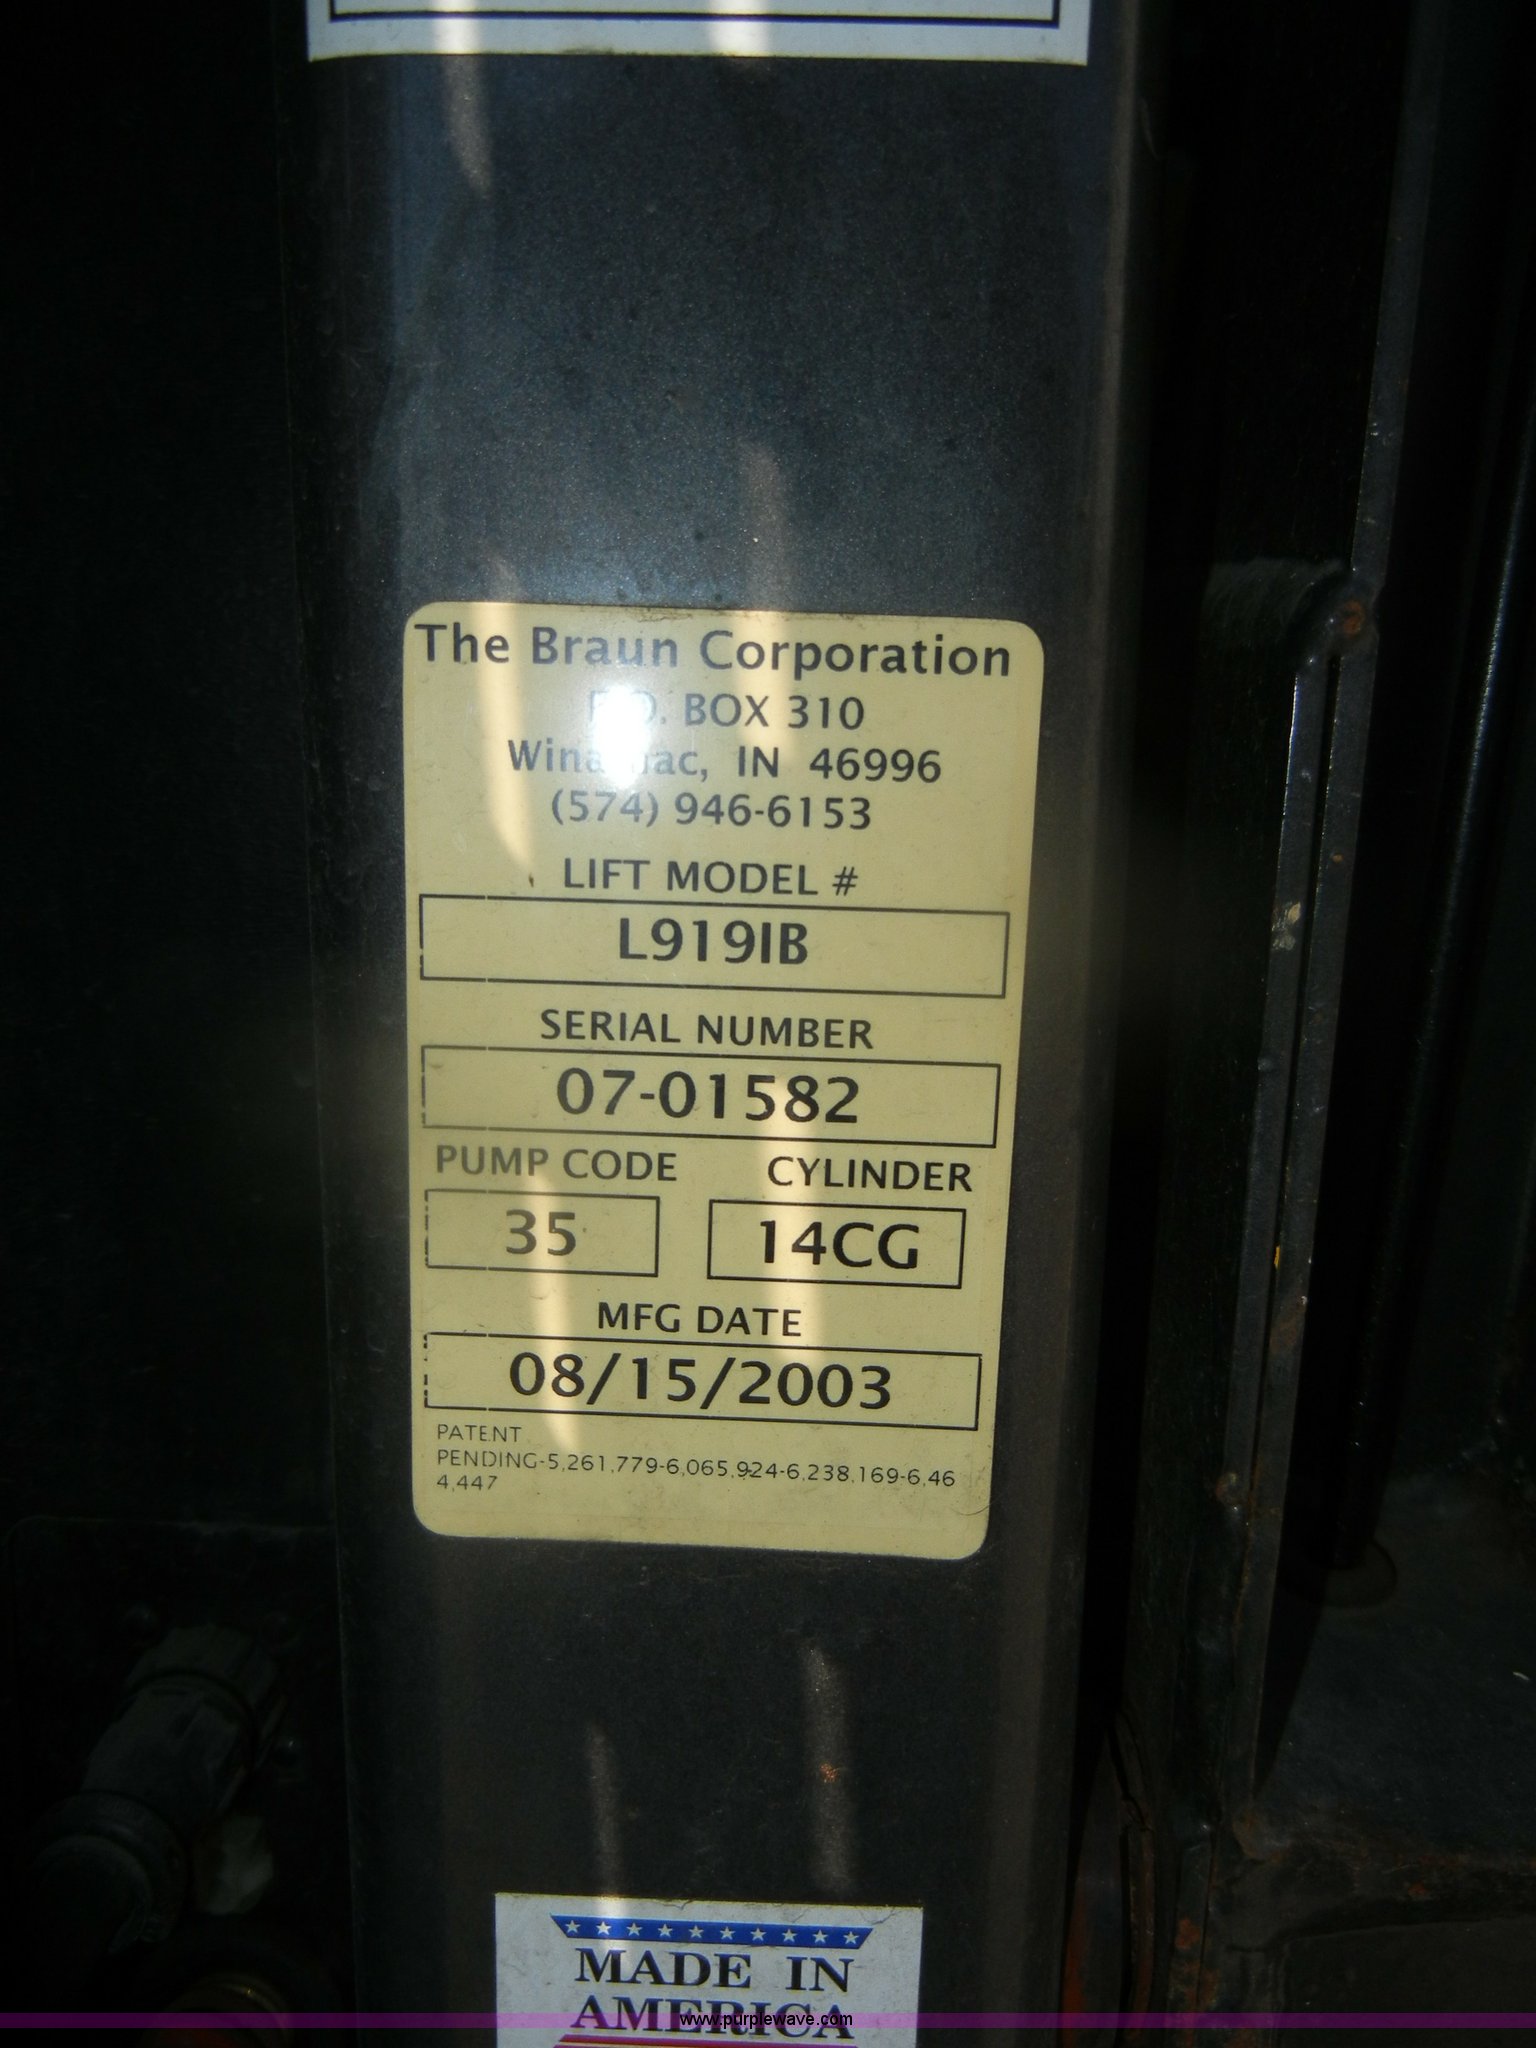 The Braun Corporation
P.O. BOX 310
IN 46996
(574) 946-6153
LIFT MODEL #
L919IB
SERIAL NUMBER
07-01582
PUMP CODE CYLINDER
35 14CG
MFG DATE
08/15/2003
PATENT
PENDING-5,261,779-6,065,924-6,238,169-6,46
4,447
MADE IN
AMERICA
www.purplewave.com